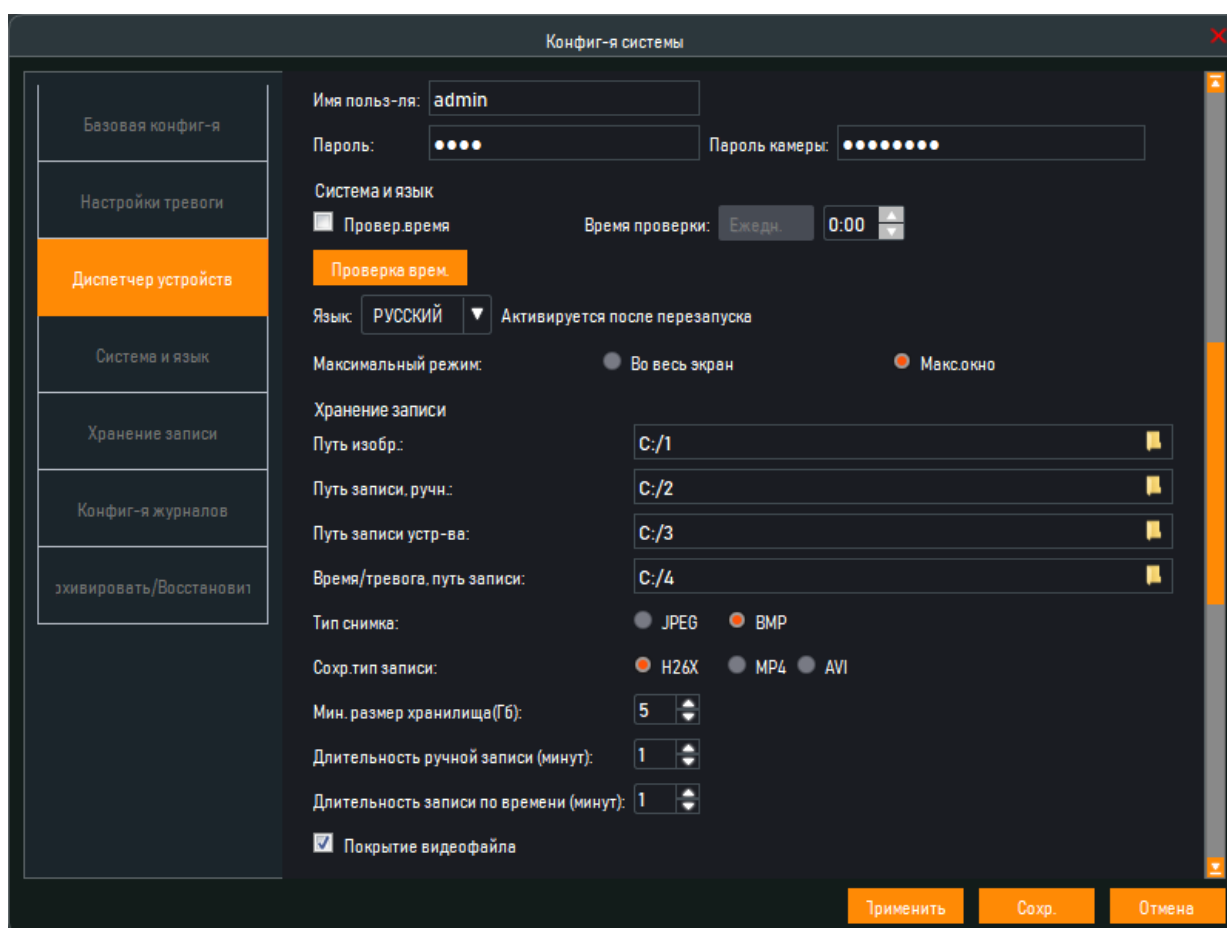 Конфиг-я системы
Базовая конфиг-я
Настройки тревоги
Диспетчер устройств
Система и язык
Хранение записи
Конфиг-я журналов
охивировать/Восстановит
Имя польз-ля: admin
Пароль: ●●●● Пароль камеры: ●●●●●●●●
Система и язык
Провер.время Время проверки: Ежедн. 0:00
Проверка врем.
Язык: РУССКИЙ Активируется после перезапуска
Максимальный режим: Во весь экран Макс.окно
Хранение записи
Путь изобр.: C:/1
Путь записи, ручн.: C:/2
Путь записи устр-ва: C:/3
Время/тревога, путь записи: C:/4
Тип снимка: JPEG BMP
Сохр.тип записи: H26X MP4 AVI
Мин. размер хранилища(Гб): 5
Длительность ручной записи (минут): 1
Длительность записи по времени (минут): 1
Покрытие видеофайла
Применить Сохр. Отмена